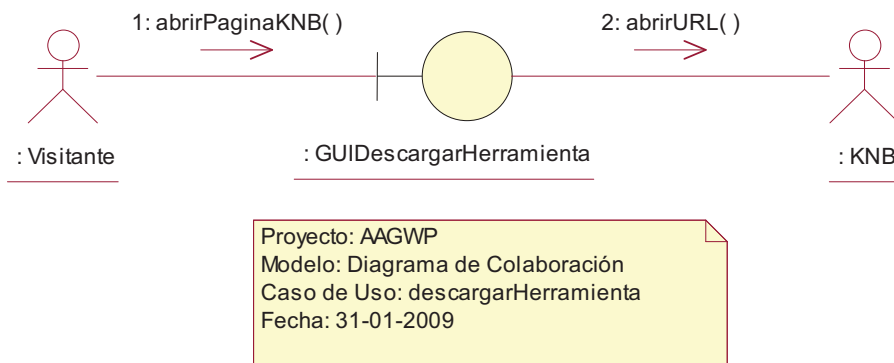 1: abrirPaginaKNB( )
2: abrirURL( )
: Visitante
: GUIDescargarHerramienta
: KNB
Proyecto: AAGWP
Modelo: Diagrama de Colaboración
Caso de Uso: descargarHerramienta
Fecha: 31-01-2009